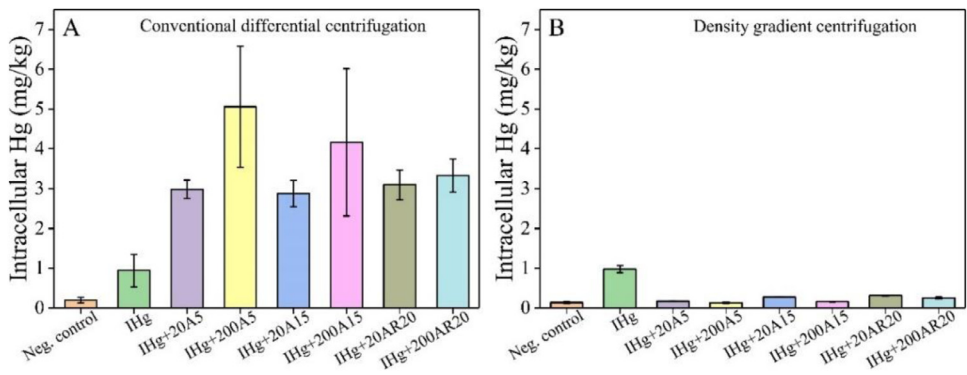 A
Conventional differential centrifugation
Intracellular Hg (mg/kg)
7
6
5
4
3
2
1
0
Neg. control
IHg
IHg+20A5
IHg+200A5
IHg+20A15
IHg+200A15
IHg+20AR20
IHg+200AR20
B
Density gradient centrifugation
Intracellular Hg (mg/kg)
7
6
5
4
3
2
1
0
Neg. control
IHg
IHg+20A5
IHg+200A5
IHg+20A15
IHg+200A15
IHg+20AR20
IHg+200AR20